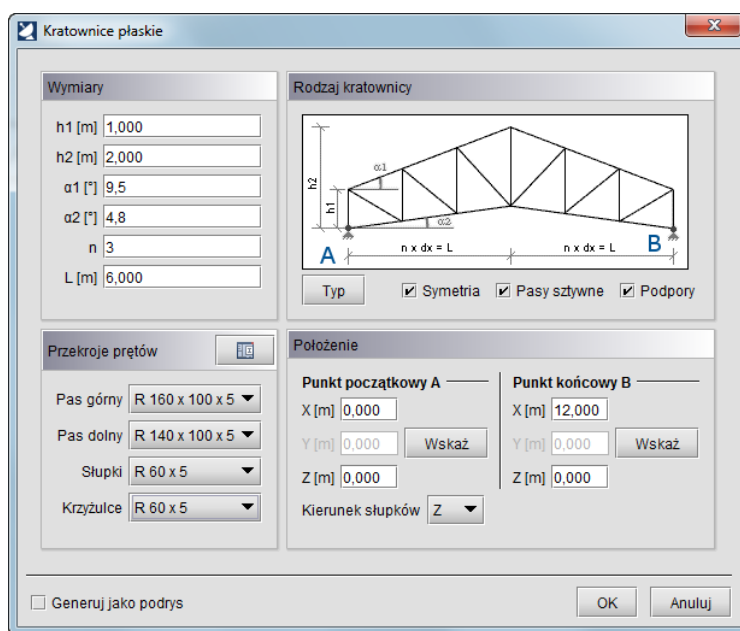 Kratownice płaskie
Wymiary
h1 [m] 1,000
h2 [m] 2,000
α1 [°] 9,5
α2 [°] 4,8
n 3
L [m] 6,000
Rodzaj kratownicy
h2
h1
α1
α2
A
n x dx = L
n x dx = L
B
Typ
Symetria
Pasy sztywne
Podpory
Przekroje prętów
Pas górny R 160 x 100 x 5
Pas dolny R 140 x 100 x 5
Słupki R 60 x 5
Krzyżulce R 60 x 5
Położenie
Punkt początkowy A
X [m] 0,000
Y [m] 0,000 Wskaż
Z [m] 0,000
Kierunek słupków Z
Punkt końcowy B
X [m] 12,000
Y [m] 0,000 Wskaż
Z [m] 0,000
Generuj jako podrys
OK
Anuluj